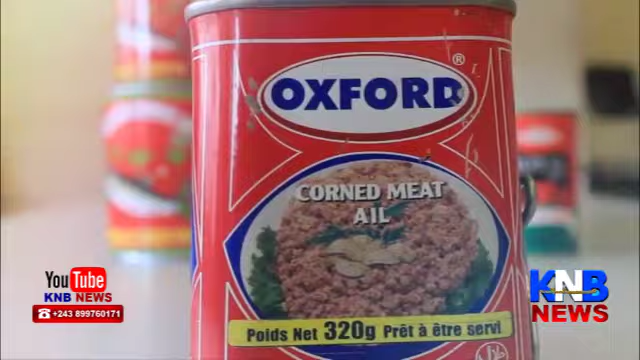 OXFORD®
CORNED MEAT
AIL
Poids Net 320g Prêt à être servi
YouTube
KNB NEWS
+243 899760171
KNB
NEWS